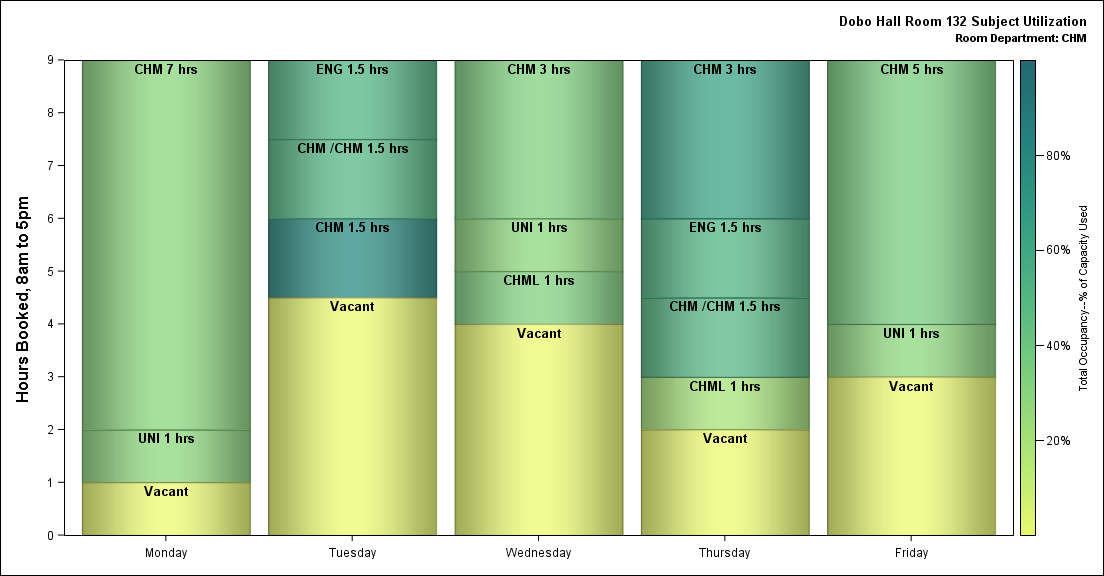 Dobo Hall Room 132 Subject Utilization
Room Department: CHM
Hours Booked, 8am to 5pm
9
8
7
6
5
4
3
2
1
0
CHM 7 hrs
UNI 1 hrs
Vacant
ENG 1.5 hrs
CHM /CHM 1.5 hrs
CHM 1.5 hrs
Vacant
CHM 3 hrs
UNI 1 hrs
CHML 1 hrs
Vacant
CHM 3 hrs
ENG 1.5 hrs
CHM /CHM 1.5 hrs
CHML 1 hrs
Vacant
CHM 5 hrs
UNI 1 hrs
Vacant
Monday
Tuesday
Wednesday
Thursday
Friday
80%
60%
40%
20%
Total Occupancy--% of Capacity Used